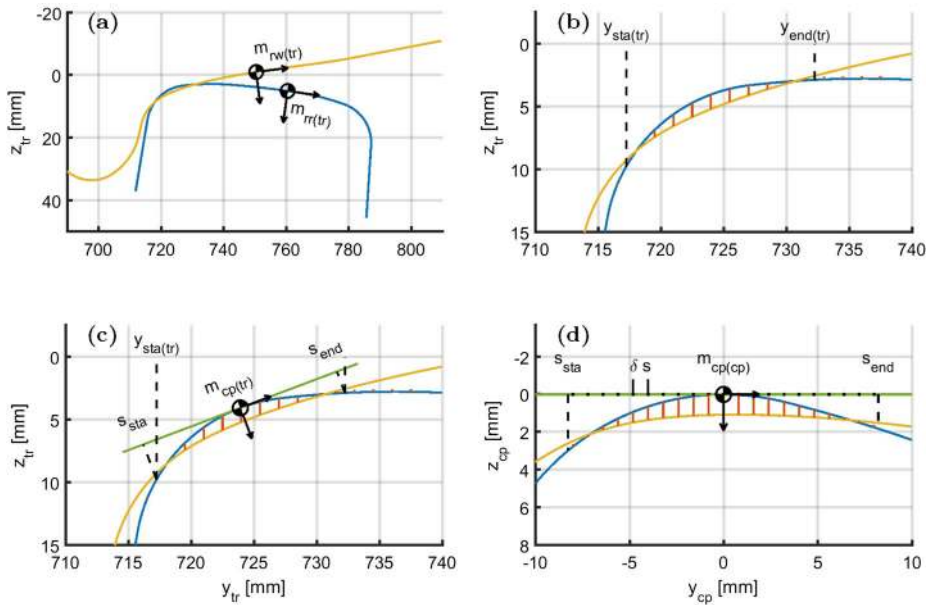 (a)
-20
0
20
40
z_tr [mm]
m_rw(tr)
m_rr(tr)
700 720 740 760 780 800
(b)
0
5
10
15
z_tr [mm]
y_sta(tr)
y_end(tr)
710 715 720 725 730 735 740
(c)
0
5
10
15
z_tr [mm]
y_sta(tr)
s_sta
m_cp(tr)
s_end
710 715 720 725 730 735 740
y_tr [mm]
(d)
-2
0
2
4
6
8
z_cp [mm]
s_sta
δ s
m_cp(cp)
s_end
-10 -5 0 5 10
y_cp [mm]